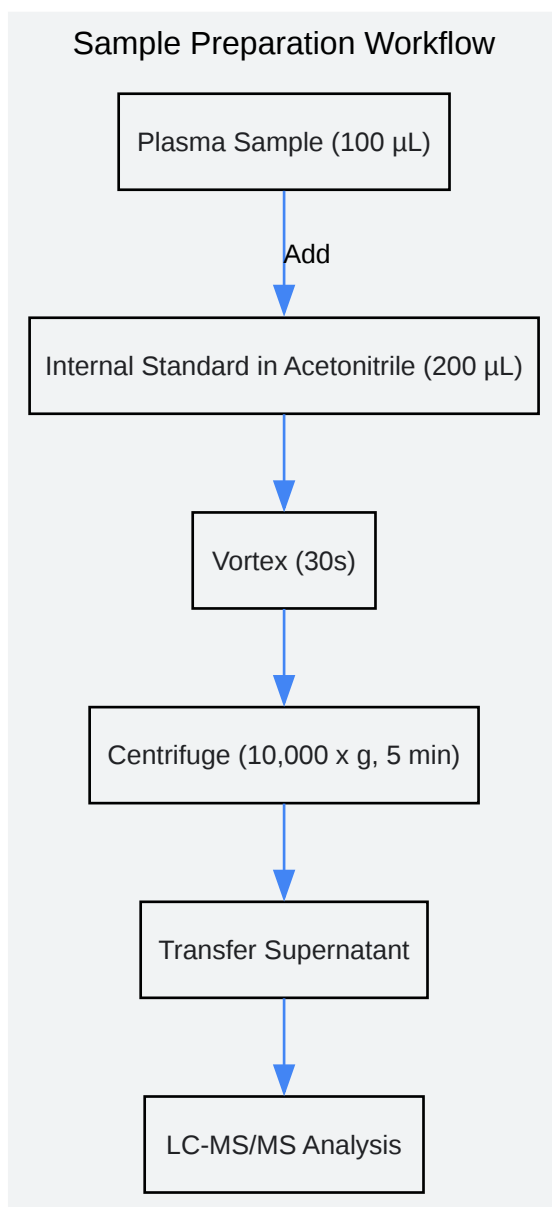 Sample Preparation Workflow
Plasma Sample (100 µL)
Add
Internal Standard in Acetonitrile (200 µL)
Vortex (30s)
Centrifuge (10,000 x g, 5 min)
Transfer Supernatant
LC-MS/MS Analysis